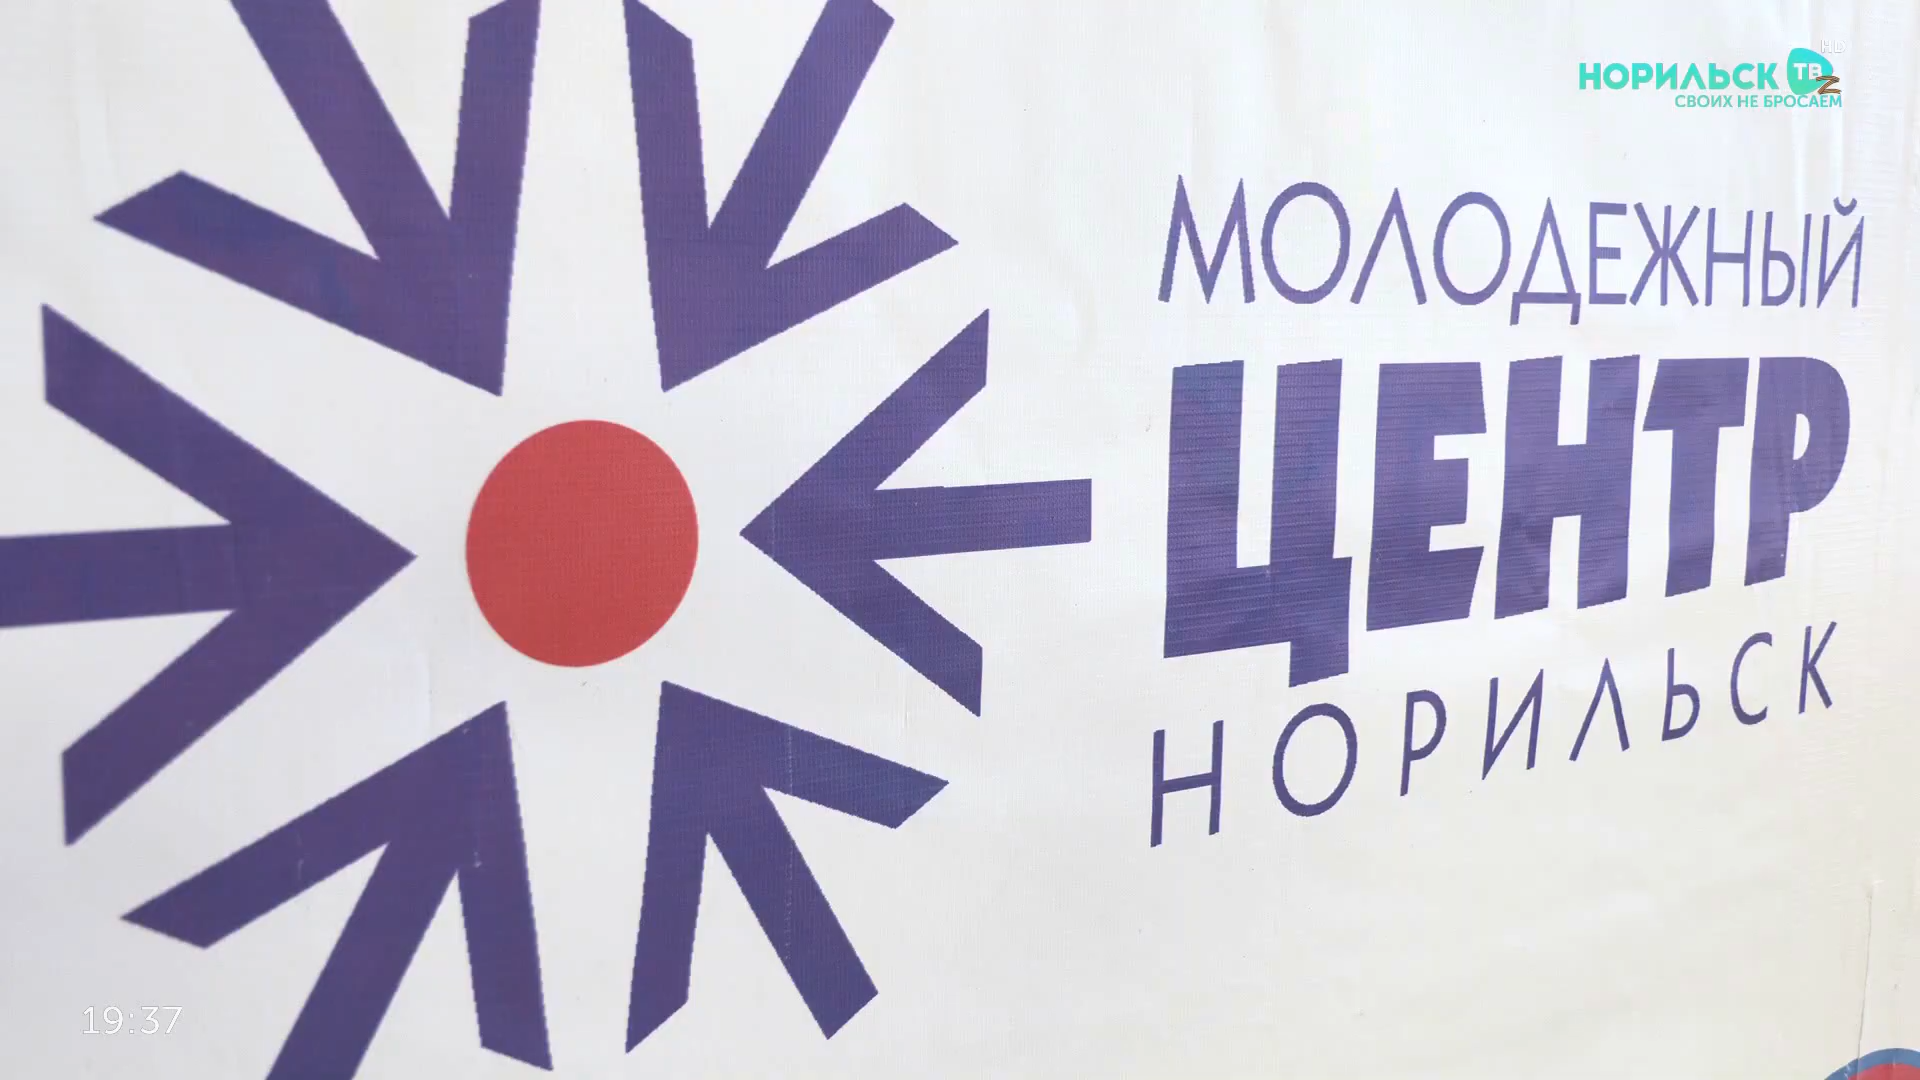 HD
НОРИЛЬСК ТВ
Z
СВОИХ НЕ БРОСАЕМ
МОЛОДЕЖНЫЙ
ЦЕНТР
НОРИЛЬСК
19:37